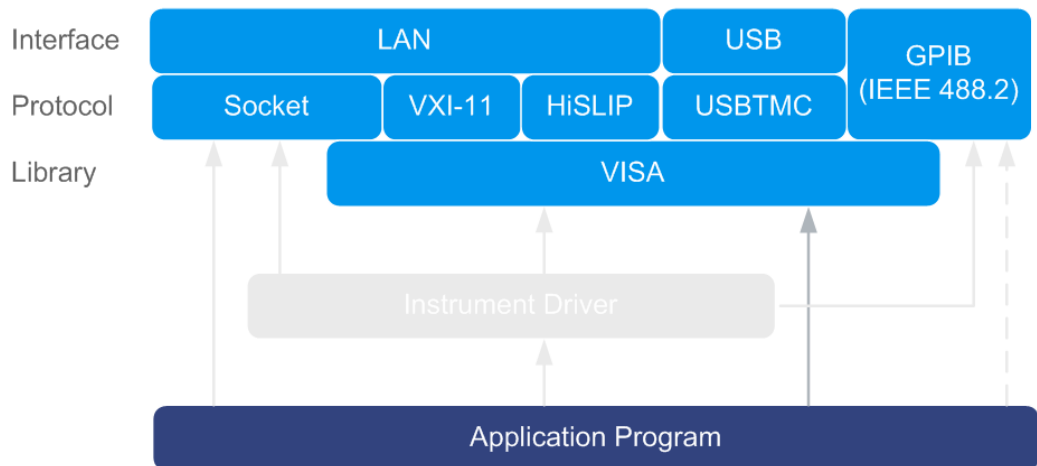 Interface
LAN
USB
GPIB
(IEEE 488.2)
Protocol
Socket
VXI-11
HiSLIP
USBTMC
Library
VISA
Instrument Driver
Application Program